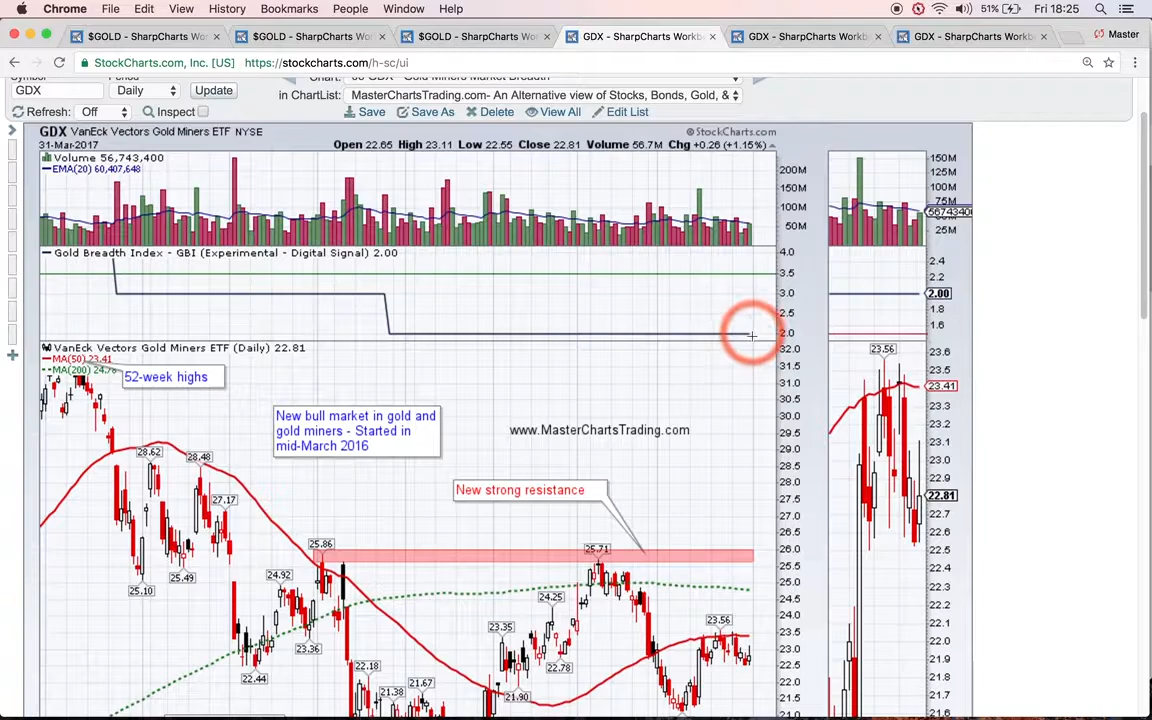 Chrome File Edit View History Bookmarks People Window Help 51% Fri 18:25
$GOLD - SharpCharts W $GOLD - SharpCharts Workb $GOLD - SharpCharts Workb GDX - SharpCharts Workb GDX - SharpCharts Workb GDX - SharpCharts Workb Master
StockCharts.com, Inc. [US] https://stockcharts.com/h-sc/ui
GDX Daily Update
in ChartList: MasterChartsTrading.com- An Alternative view of Stocks, Bonds, Gold, &
Refresh: Off Inspect Save Save As Delete View All Edit List
GDX VanEck Vectors Gold Miners ETF NYSE © StockCharts.com
31-Mar-2017 Open 22.65 High 23.11 Low 22.55 Close 22.81 Volume 56.7M Chg +0.26 (+1.15%)
Volume 56,743,400
EMA(20) 60,407,648
200M
150M
100M
50M
150M
125M
100M
75M
56743400
25M
Gold Breadth Index - GBI (Experimental - Digital Signal) 2.00
4.0
3.5
3.0
2.5
2.0
2.4
2.2
2.00
1.8
1.6
VanEck Vectors Gold Miners ETF (Daily) 22.81
MA(50) 23.41
MA(200) 24.78
52-week highs
New bull market in gold and
gold miners - Started in
mid-March 2016
www.MasterChartsTrading.com
New strong resistance
28.62
28.48
27.17
25.49
25.10
25.86
24.92
23.36
22.44
22.18
21.38
21.67
23.35
21.90
24.25
22.78
25.71
23.56
32.0
31.5
31.0
30.5
30.0
29.5
29.0
28.5
28.0
27.5
27.0
26.5
26.0
25.5
25.0
24.5
24.0
23.5
23.0
22.5
22.0
21.5
21.0
23.56
23.6
23.5
23.41
23.3
23.2
23.1
23.0
22.9
22.81
22.7
22.6
22.5
22.4
22.3
22.2
22.1
22.0
21.9
21.8
21.7
21.6